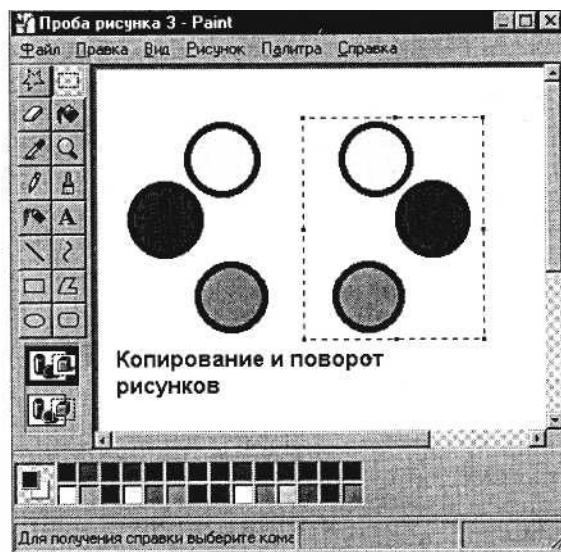 Проба рисунка 3 - Paint
Файл Правка Вид Рисунок Палитра Справка
A
Копирование и поворот
рисунков
Для получения справки выберите кома